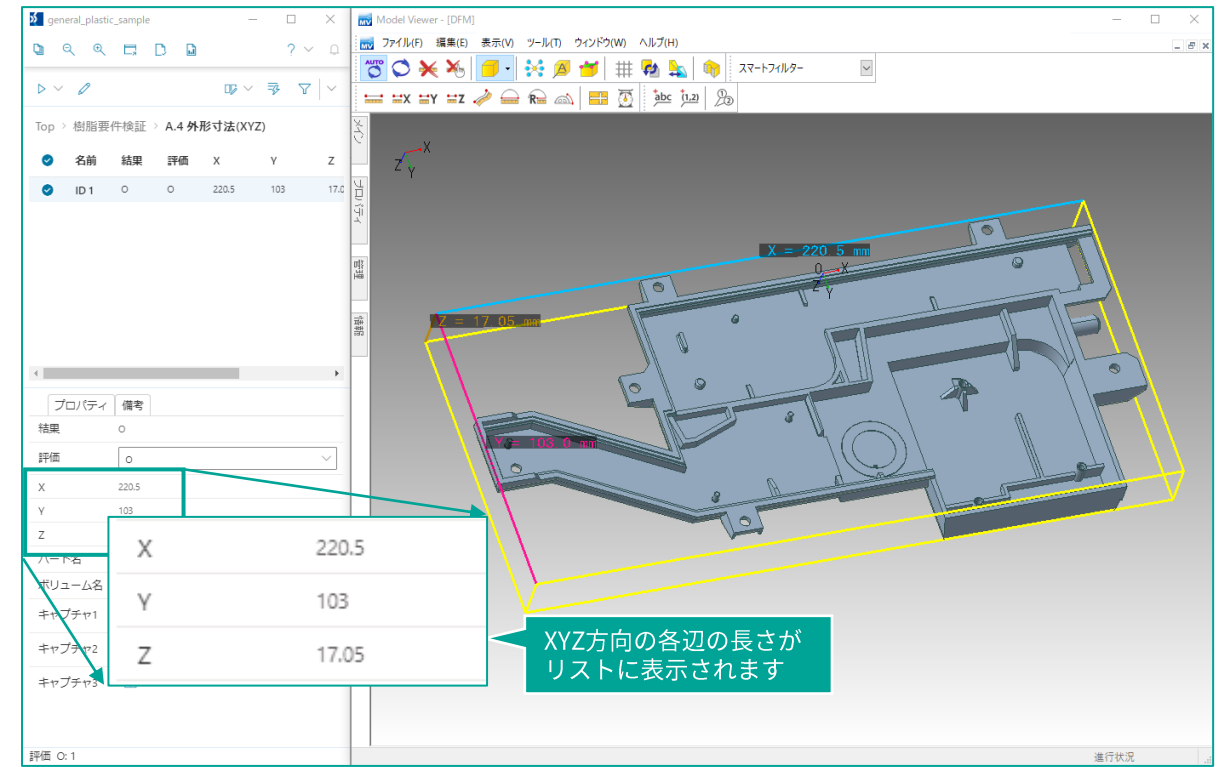 general_plastic_sample
Top > 樹脂要件検証 > A.4 外形寸法(XYZ)
名前 結果 評価 X Y Z
ID 1 O O 220.5 103 17.0
プロパティ 備考
結果 O
評価 O
X 220.5
Y 103
Z
パート名
ボリューム名
キャプチャ1
キャプチャ2
キャプチャ3
評価 O: 1
X 220.5
Y 103
Z 17.05
Model Viewer - [DFM]
ファイル(F) 編集(E) 表示(V) ツール(T) ウィンドウ(W) ヘルプ(H)
AUTO
スマートフィルター
X Y Z R abc (1,2)
メイン
プロパティ
管理
情報
X
Z
Y
X = 220.5 mm
O X
Z Y
Z = 17.05 mm
Y = 103.0 mm
XYZ方向の各辺の長さが
リストに表示されます
進行状況